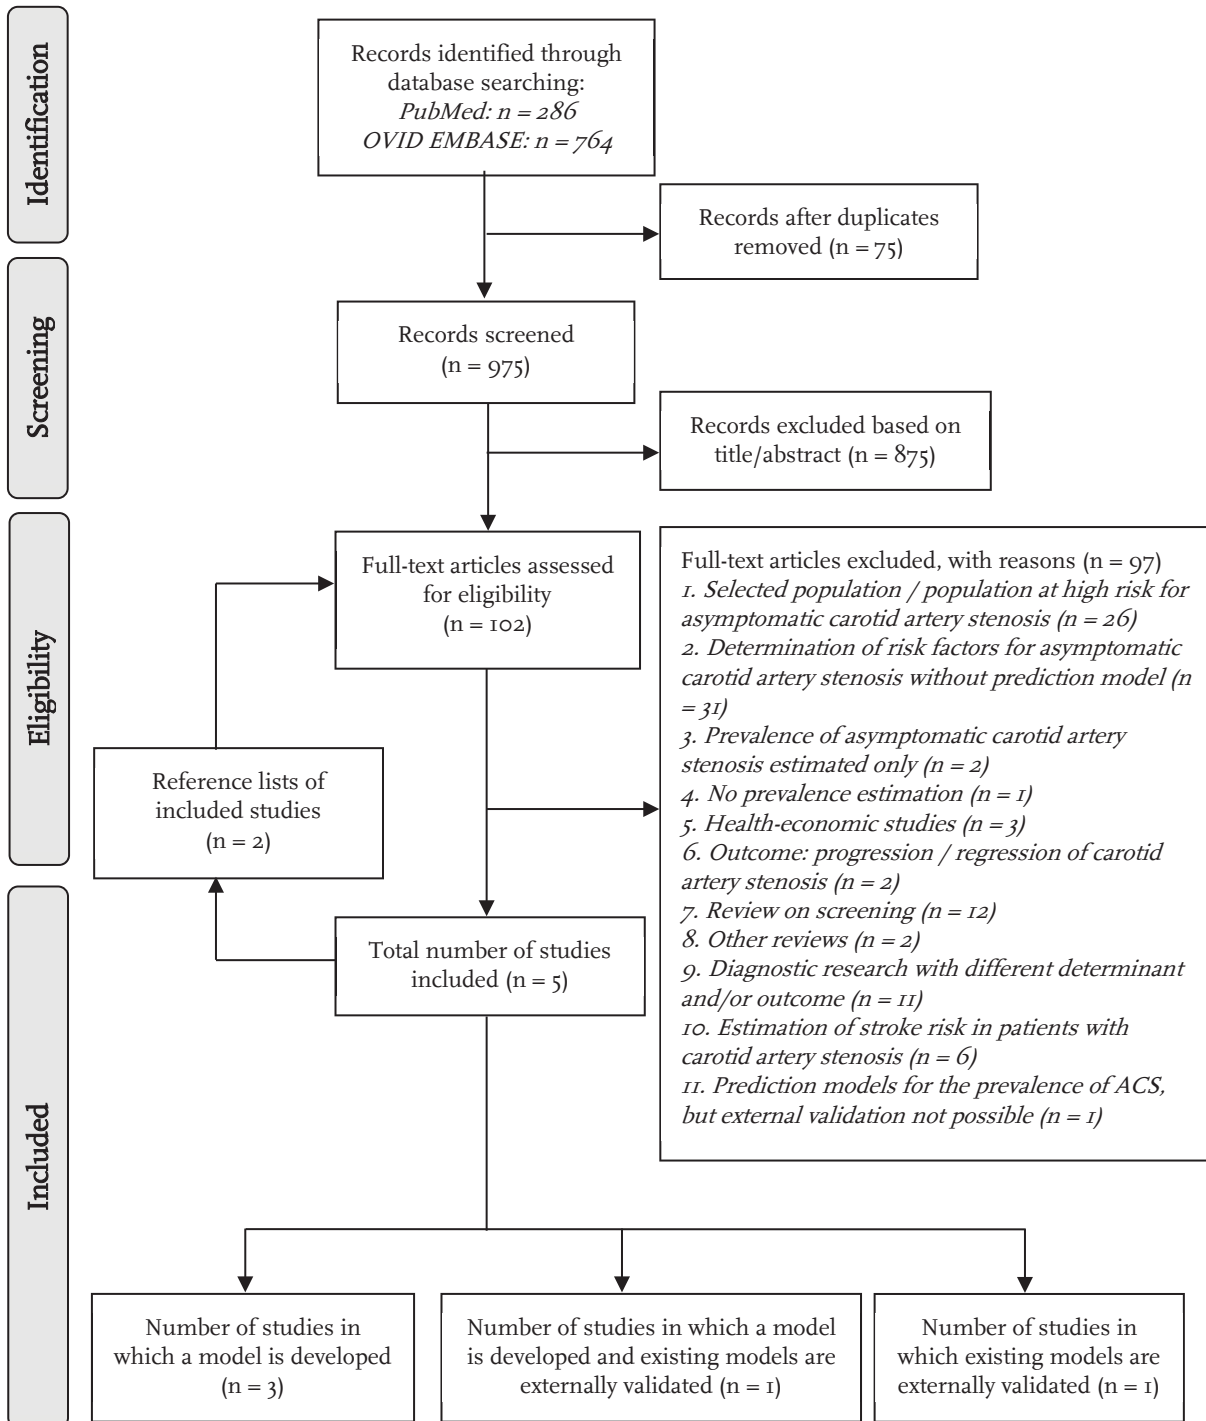 Identification
Records identified through
database searching:
PubMed: n = 286
OVID EMBASE: n = 764
Records after duplicates
removed (n = 75)
Screening
Records screened
(n = 975)
Records excluded based on
title/abstract (n = 875)
Eligibility
Full-text articles assessed
for eligibility
(n = 102)
Full-text articles excluded, with reasons (n = 97)
1. Selected population / population at high risk for
asymptomatic carotid artery stenosis (n = 26)
2. Determination of risk factors for asymptomatic
carotid artery stenosis without prediction model (n
= 31)
3. Prevalence of asymptomatic carotid artery
stenosis estimated only (n = 2)
4. No prevalence estimation (n = 1)
5. Health-economic studies (n = 3)
6. Outcome: progression / regression of carotid
artery stenosis (n = 2)
7. Review on screening (n = 12)
8. Other reviews (n = 2)
9. Diagnostic research with different determinant
and/or outcome (n = 11)
10. Estimation of stroke risk in patients with
carotid artery stenosis (n = 6)
11. Prediction models for the prevalence of ACS,
but external validation not possible (n = 1)
Reference lists of
included studies
(n = 2)
Included
Total number of studies
included (n = 5)
Number of studies in
which a model is developed
(n = 3)
Number of studies in which a model
is developed and existing models are
externally validated (n = 1)
Number of studies in
which existing models are
externally validated (n = 1)